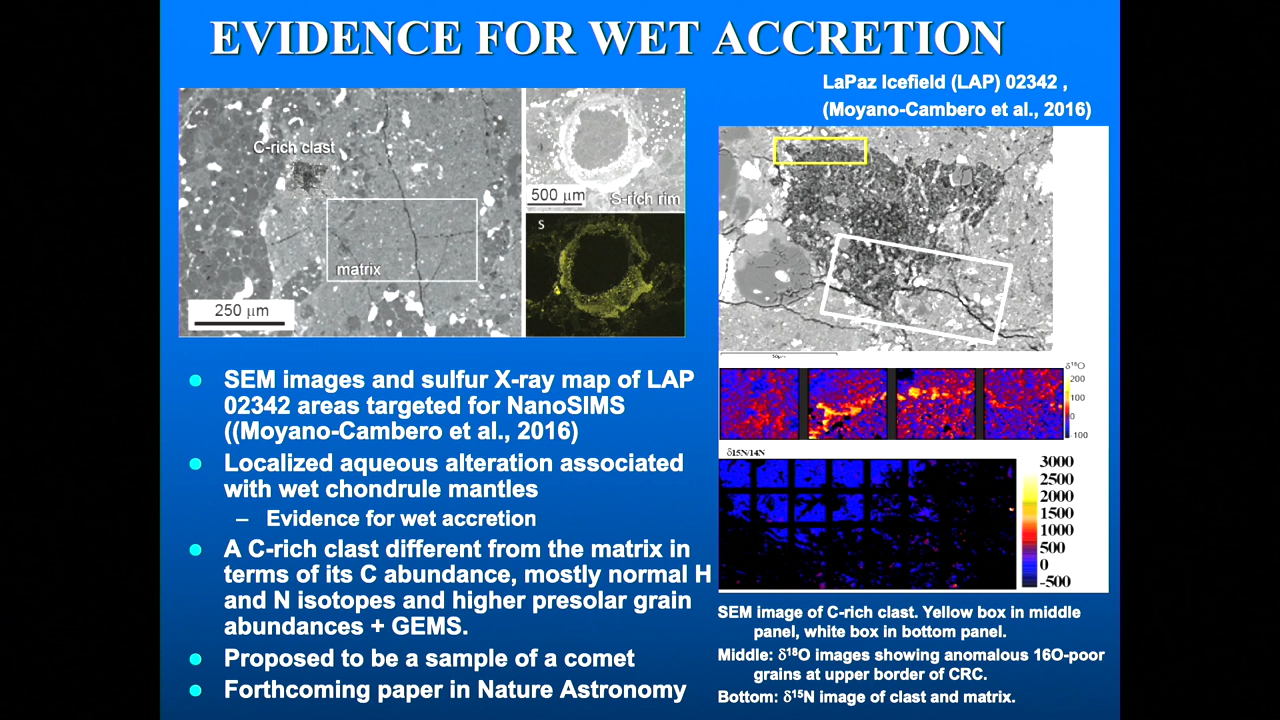 EVIDENCE FOR WET ACCRETION
LaPaz Icefield (LAP) 02342 ,
(Moyano-Cambero et al., 2016)
C-rich clast
matrix
250 µm
500 µm
S-rich rim
S
50µm
δ18O
200
100
0
-100
δ15N/14N
3000
2500
2000
1500
1000
500
0
-500
SEM images and sulfur X-ray map of LAP
02342 areas targeted for NanoSIMS
((Moyano-Cambero et al., 2016)
Localized aqueous alteration associated
with wet chondrule mantles
– Evidence for wet accretion
A C-rich clast different from the matrix in
terms of its C abundance, mostly normal H
and N isotopes and higher presolar grain
abundances + GEMS.
Proposed to be a sample of a comet
Forthcoming paper in Nature Astronomy
SEM image of C-rich clast. Yellow box in middle
panel, white box in bottom panel.
Middle: δ18O images showing anomalous 16O-poor
grains at upper border of CRC.
Bottom: δ15N image of clast and matrix.